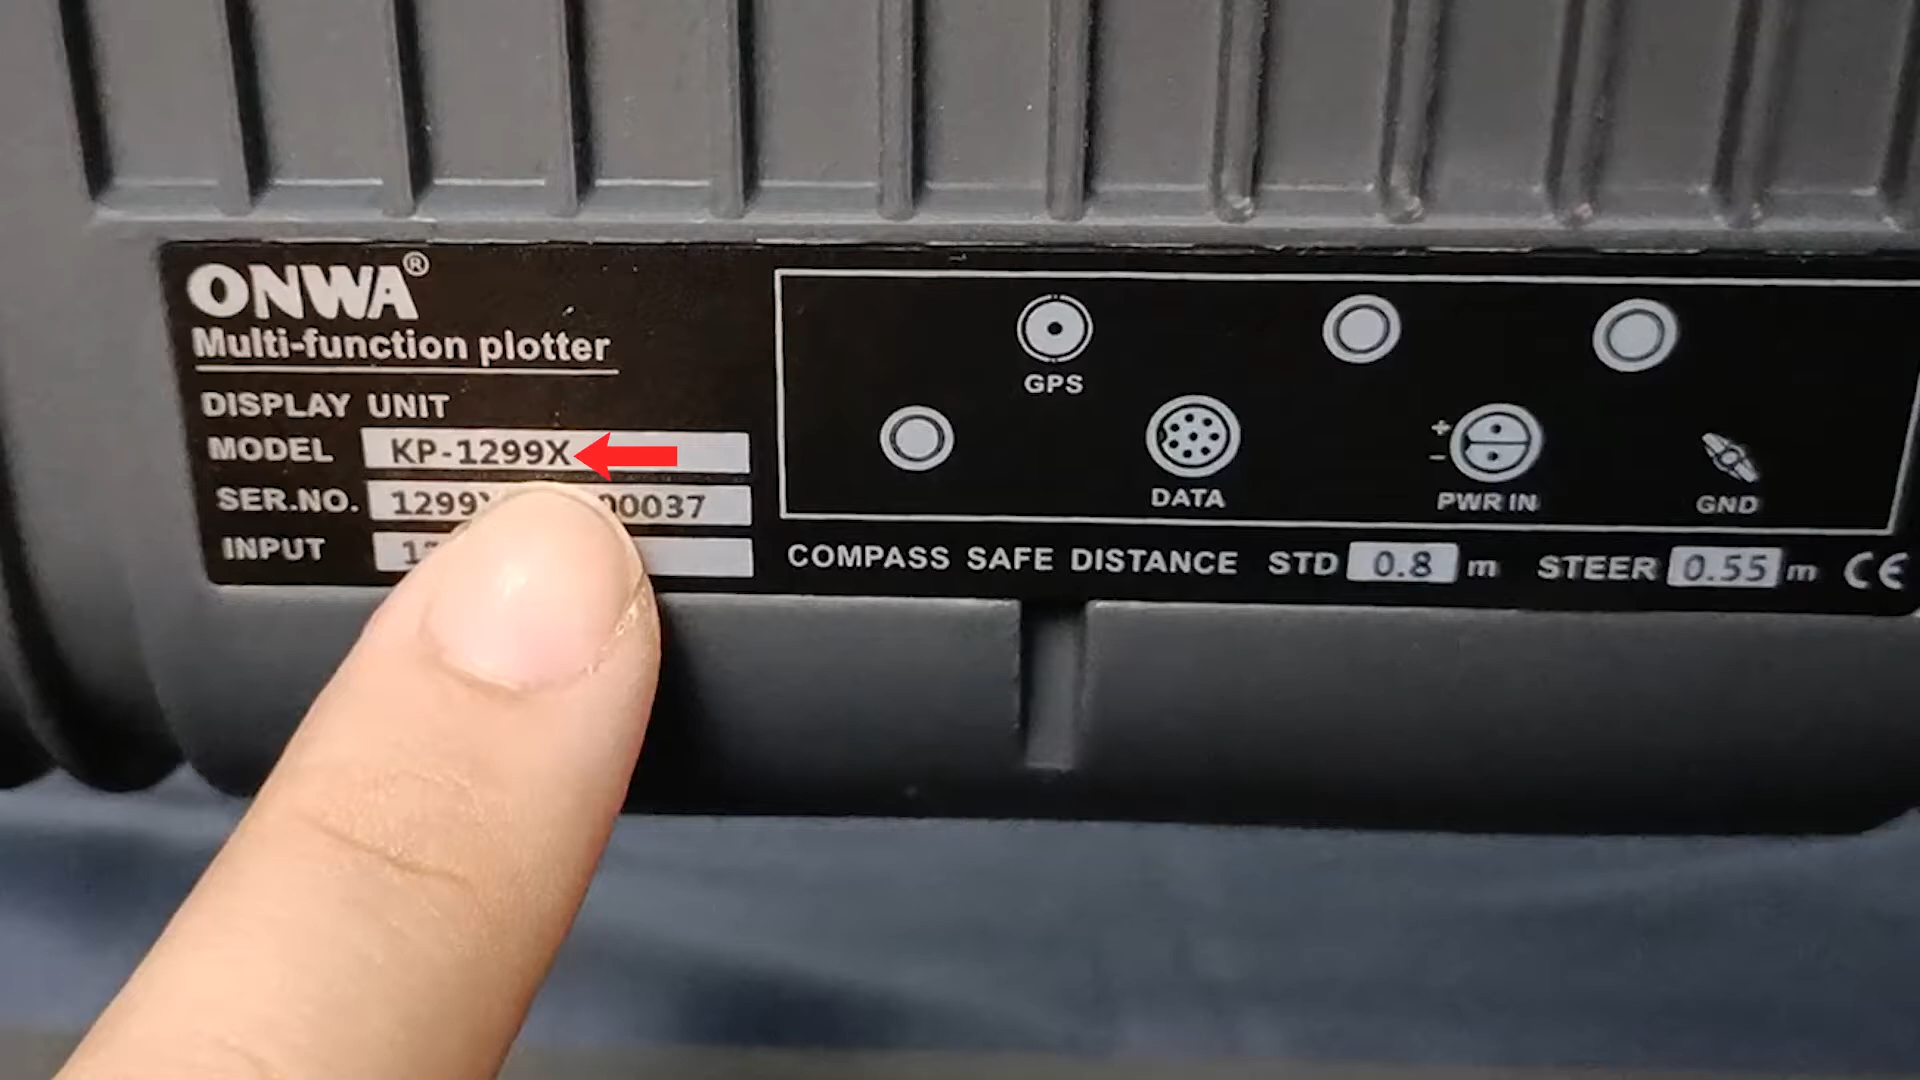 ONWA®
Multi-function plotter
DISPLAY UNIT
MODEL KP-1299X
SER.NO. 00037
INPUT
GPS
DATA
+
-
PWR IN
GND
COMPASS SAFE DISTANCE STD 0.8 m STEER 0.55 m CE